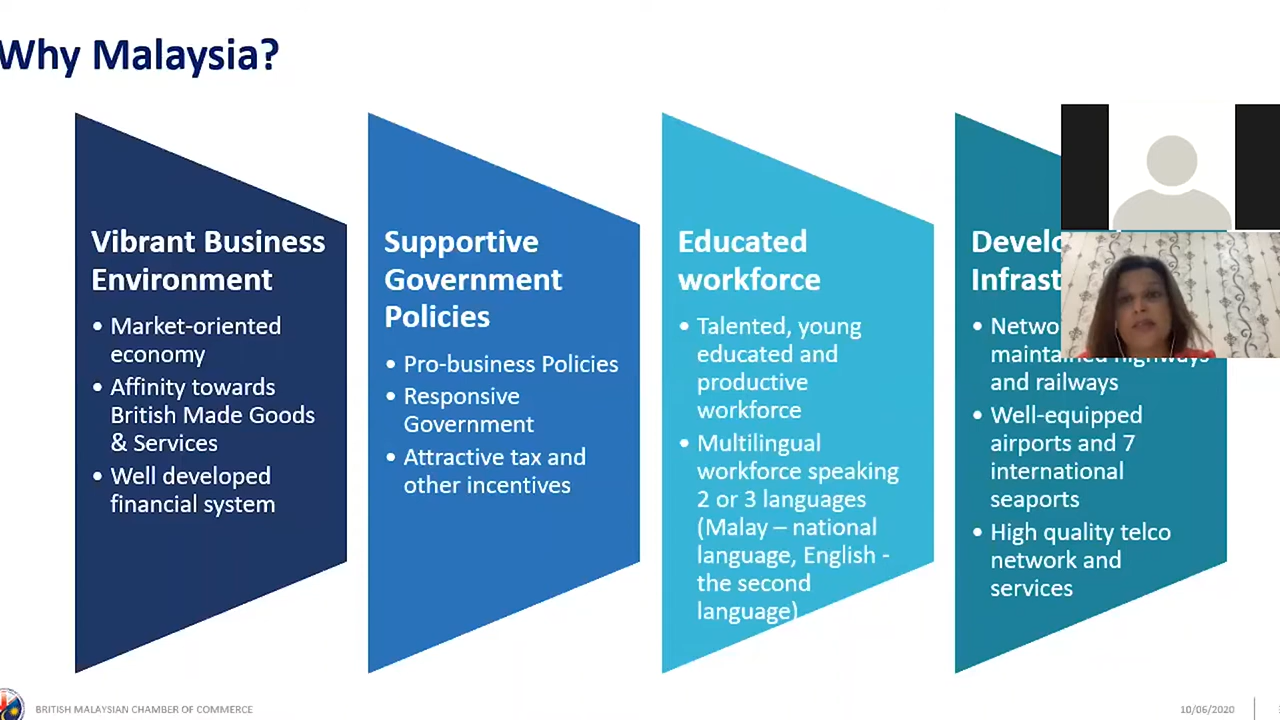 Why Malaysia?
Vibrant Business
Environment
• Market-oriented
economy
• Affinity towards
British Made Goods
& Services
• Well developed
financial system
Supportive
Government
Policies
• Pro-business Policies
• Responsive
Government
• Attractive tax and
other incentives
Educated
workforce
• Talented, young
educated and
productive
workforce
• Multilingual
workforce speaking
2 or 3 languages
(Malay – national
language, English -
the second
language)
• 
maintained highways
and railways
• Well-equipped
airports and 7
international
seaports
• High quality telco
network and
services
BRITISH MALAYSIAN CHAMBER OF COMMERCE
10/06/2020